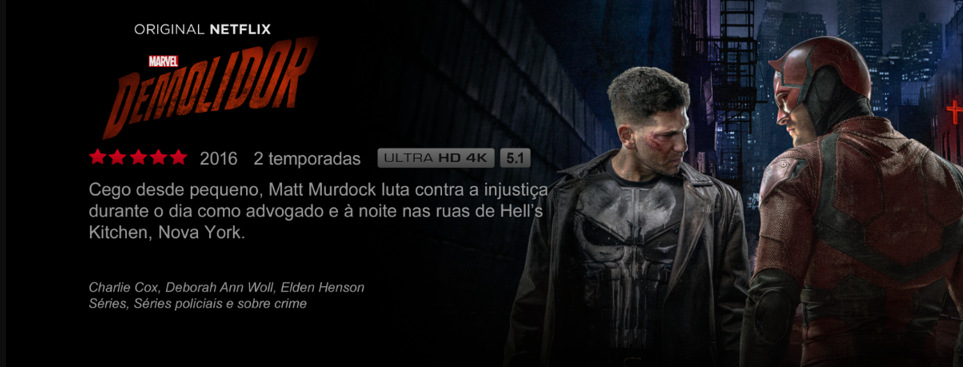 ORIGINAL NETFLIX
MARVEL
DEMOLIDOR
2016 2 temporadas ULTRA HD 4K 5.1
Cego desde pequeno, Matt Murdock luta contra a injustiça
durante o dia como advogado e à noite nas ruas de Hell's
Kitchen, Nova York.
Charlie Cox, Deborah Ann Woll, Elden Henson
Séries, Séries policiais e sobre crime